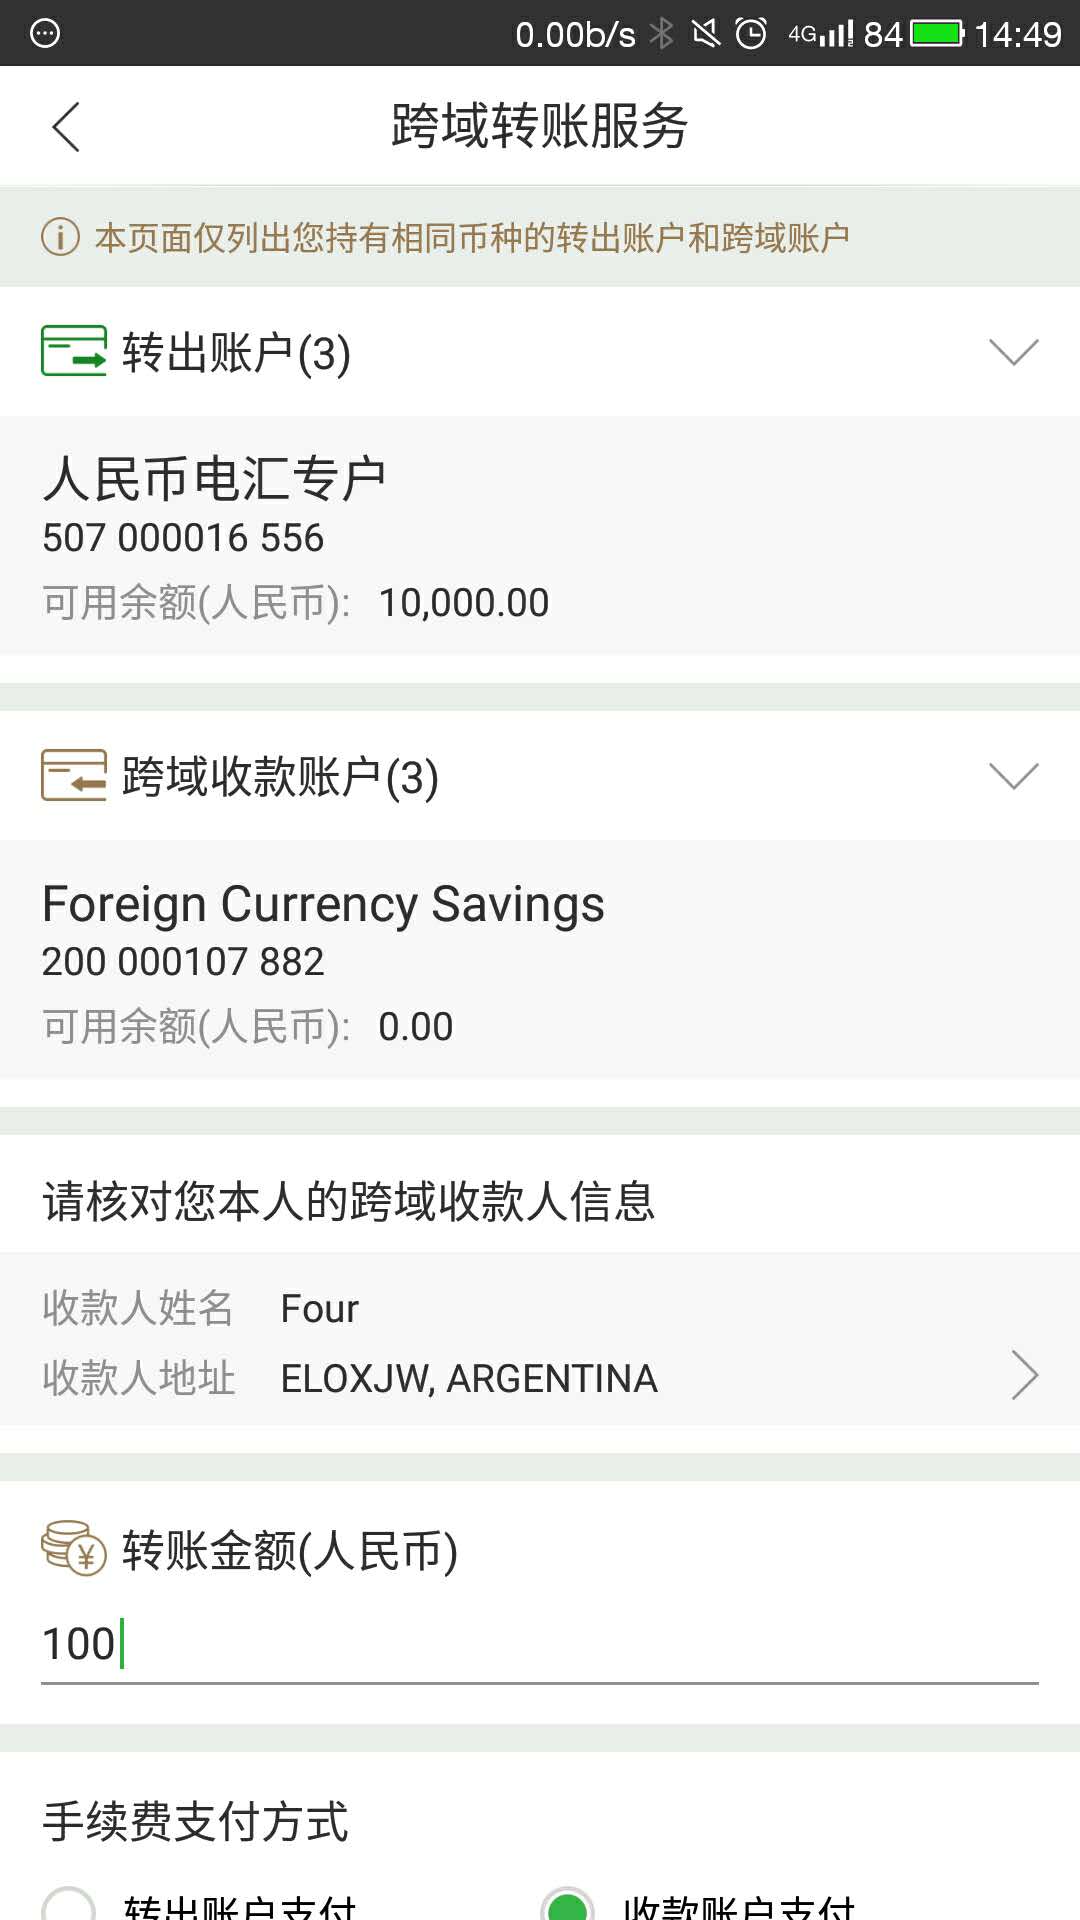 0.00b/s 4G 84 14:49
跨域转账服务
本页面仅列出您持有相同币种的转出账户和跨域账户
转出账户(3)
人民币电汇专户
507 000016 556
可用余额(人民币): 10,000.00
跨域收款账户(3)
Foreign Currency Savings
200 000107 882
可用余额(人民币): 0.00
请核对您本人的跨域收款人信息
收款人姓名 Four
收款人地址 ELOXJW, ARGENTINA
转账金额(人民币)
100
手续费支付方式
转出账户支付 收款账户支付